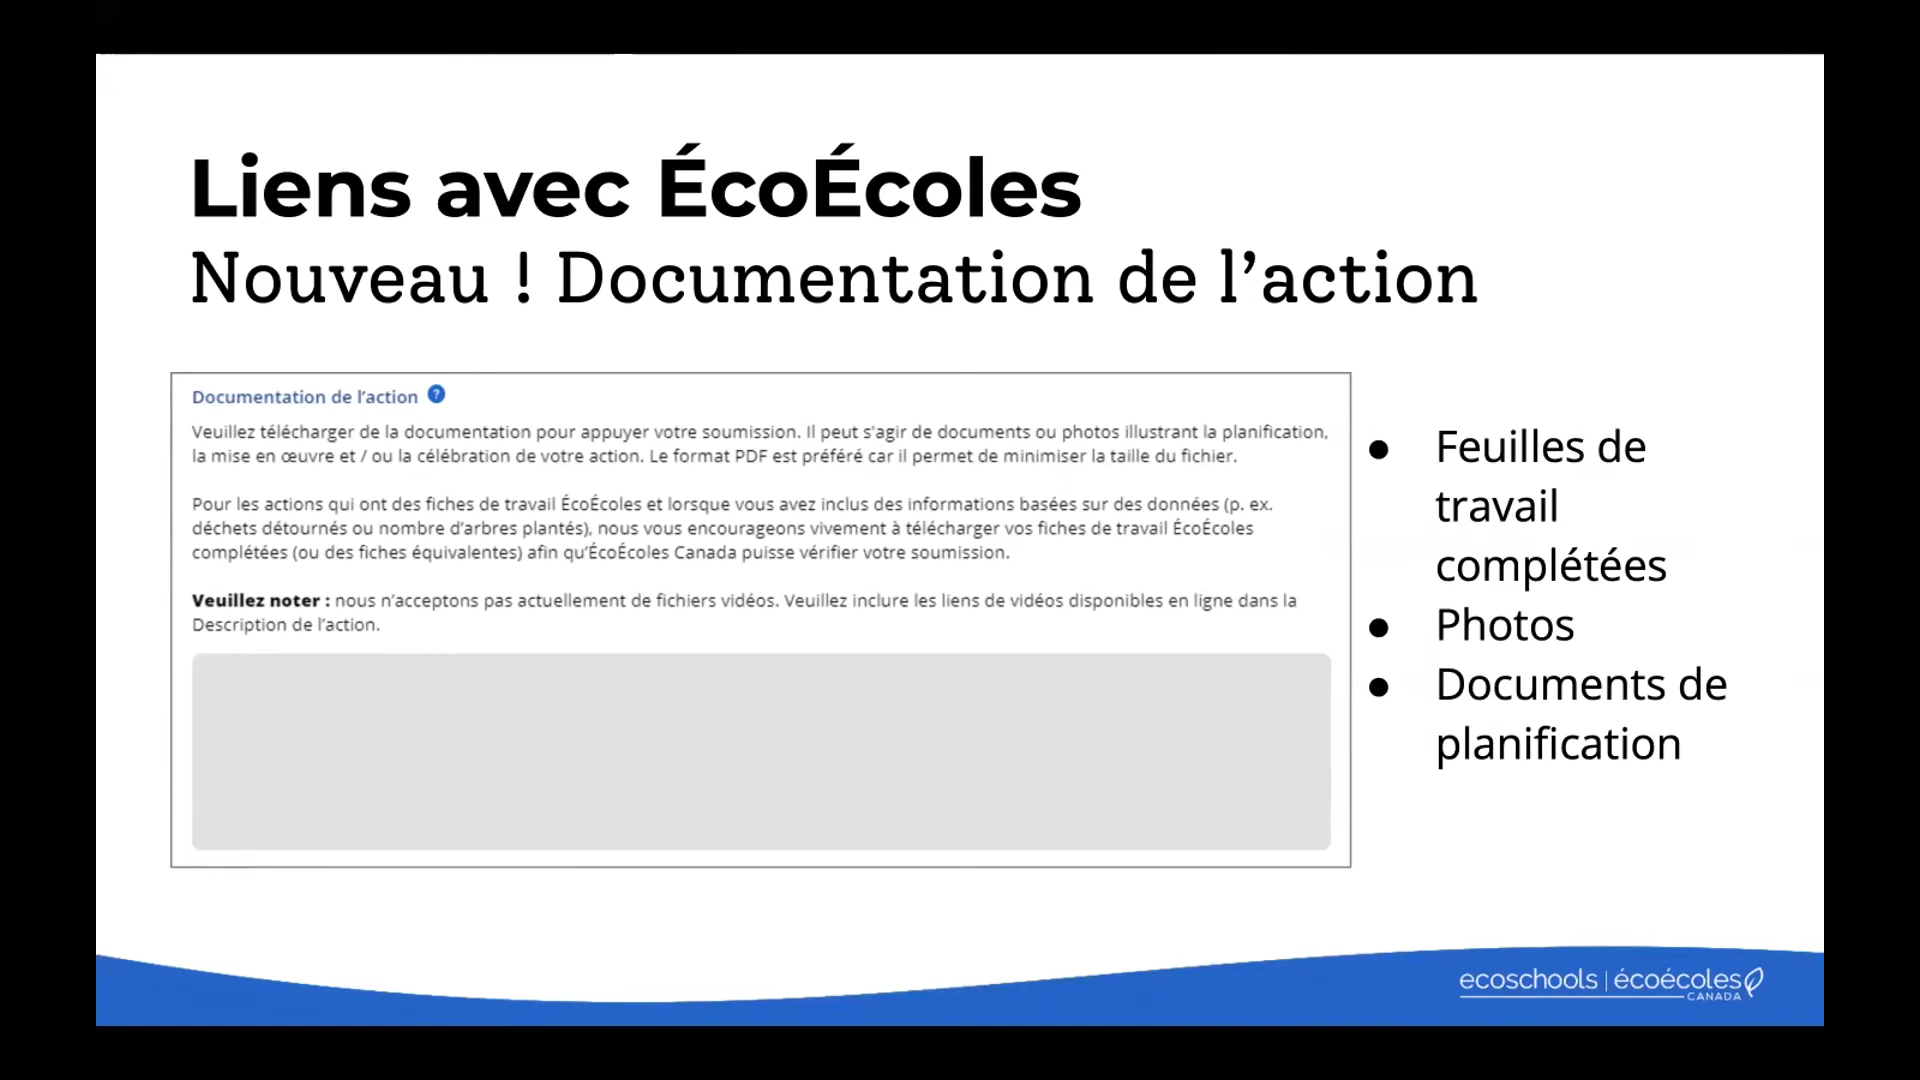 Liens avec ÉcoÉcoles
Nouveau ! Documentation de l’action
Documentation de l’action ?
Veuillez télécharger de la documentation pour appuyer votre soumission. Il peut s'agir de documents ou photos illustrant la planification,
la mise en œuvre et / ou la célébration de votre action. Le format PDF est préféré car il permet de minimiser la taille du fichier.
Pour les actions qui ont des fiches de travail ÉcoÉcoles et lorsque vous avez inclus des informations basées sur des données (p. ex.
déchets détournés ou nombre d’arbres plantés), nous vous encourageons vivement à télécharger vos fiches de travail ÉcoÉcoles
complétées (ou des fiches équivalentes) afin qu’ÉcoÉcoles Canada puisse vérifier votre soumission.
Veuillez noter : nous n’acceptons pas actuellement de fichiers vidéos. Veuillez inclure les liens de vidéos disponibles en ligne dans la
Description de l’action.
● Feuilles de
travail
complétées
● Photos
● Documents de
planification
ecoschools | écoécoles
CANADA